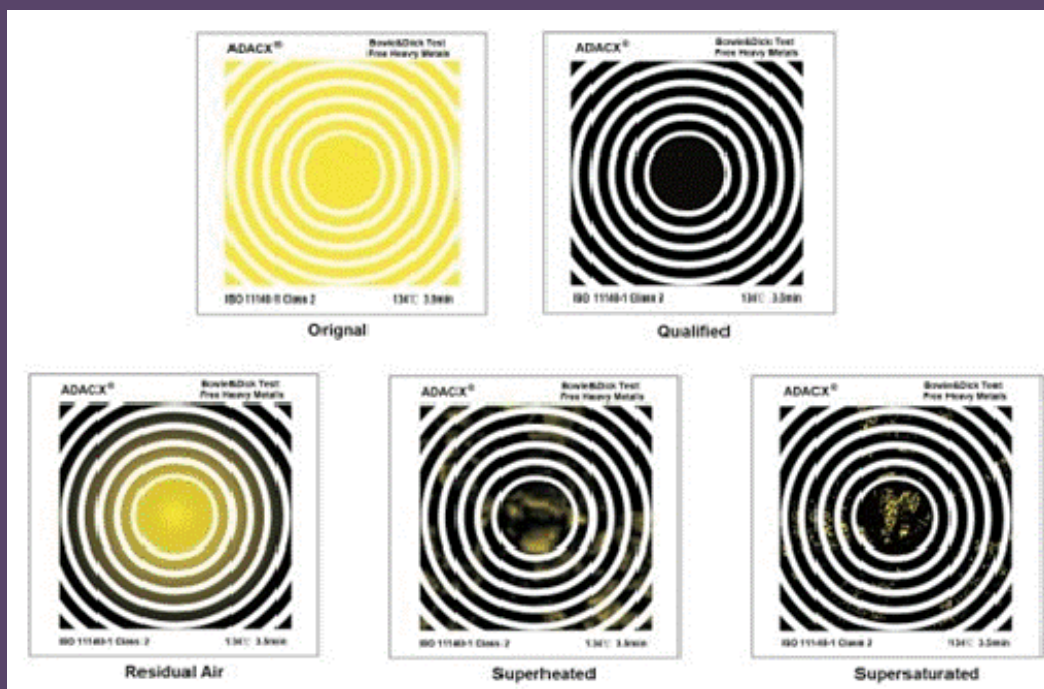 ADACX®
Bowie&Dick Test
Free Heavy Metals
ISO 11140-1 Class 2
134℃ 3.5min
Orignal
ADACX®
Bowie&Dick Test
Free Heavy Metals
ISO 11140-1 Class 2
134℃ 3.5min
Qualified
ADACX®
Bowie&Dick Test
Free Heavy Metals
ISO 11140-1 Class 2
134℃ 3.5min
Residual Air
ADACX®
Bowie&Dick Test
Free Heavy Metals
ISO 11140-1 Class 2
134℃ 3.5min
Superheated
ADACX®
Bowie&Dick Test
Free Heavy Metals
ISO 11140-1 Class 2
134℃ 3.5min
Supersaturated